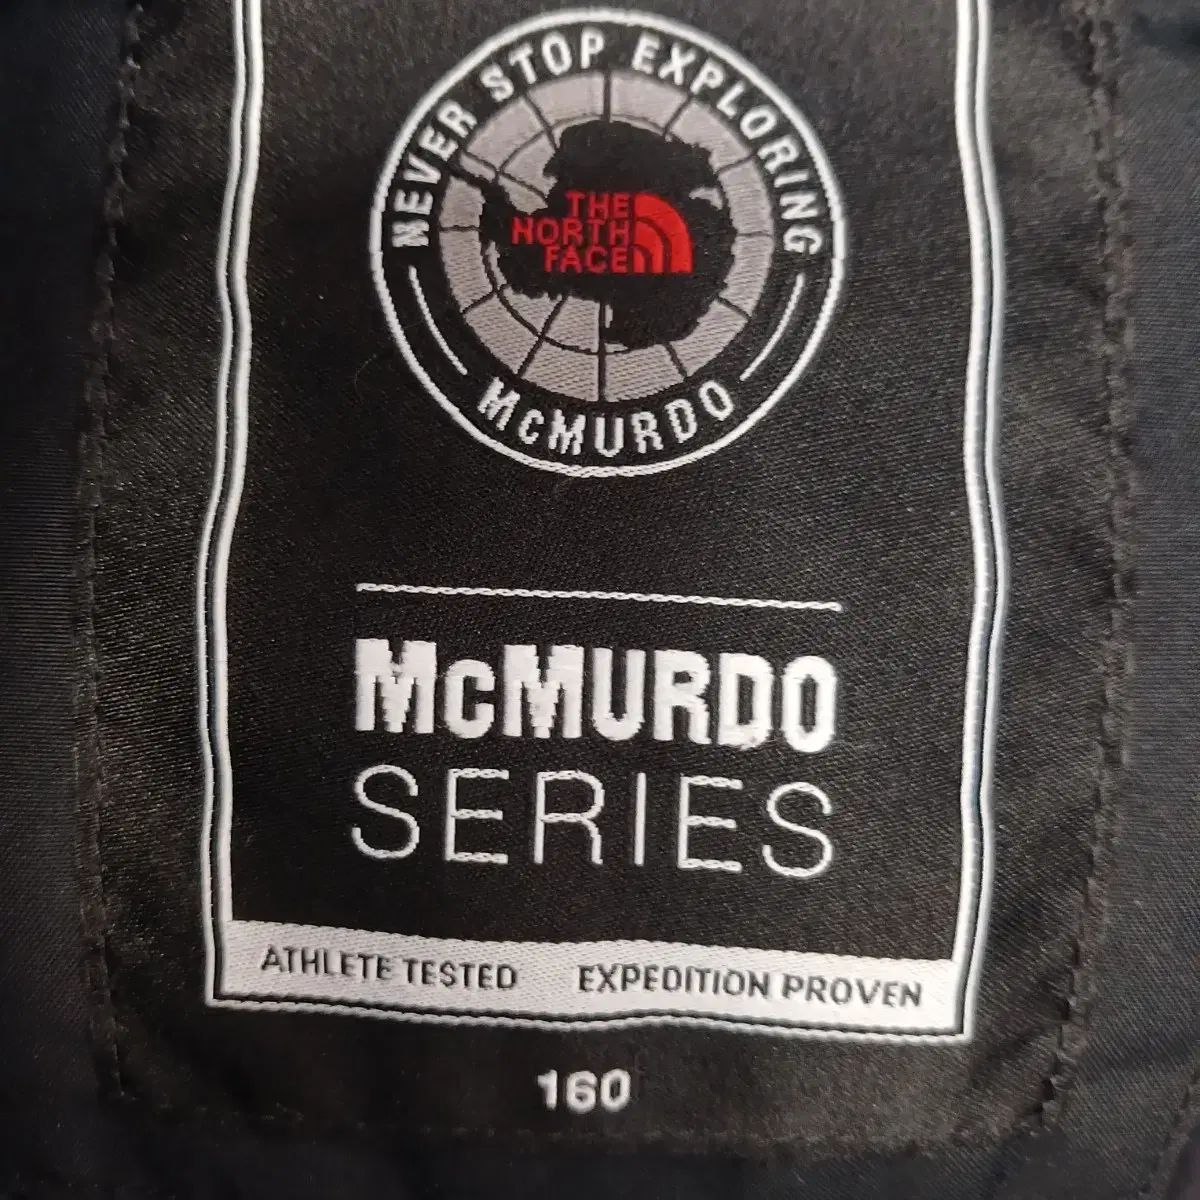 NEVER STOP EXPLORING
THE
NORTH
FACE
McMURDO
McMURDO
SERIES
ATHLETE TESTED EXPEDITION PROVEN
160